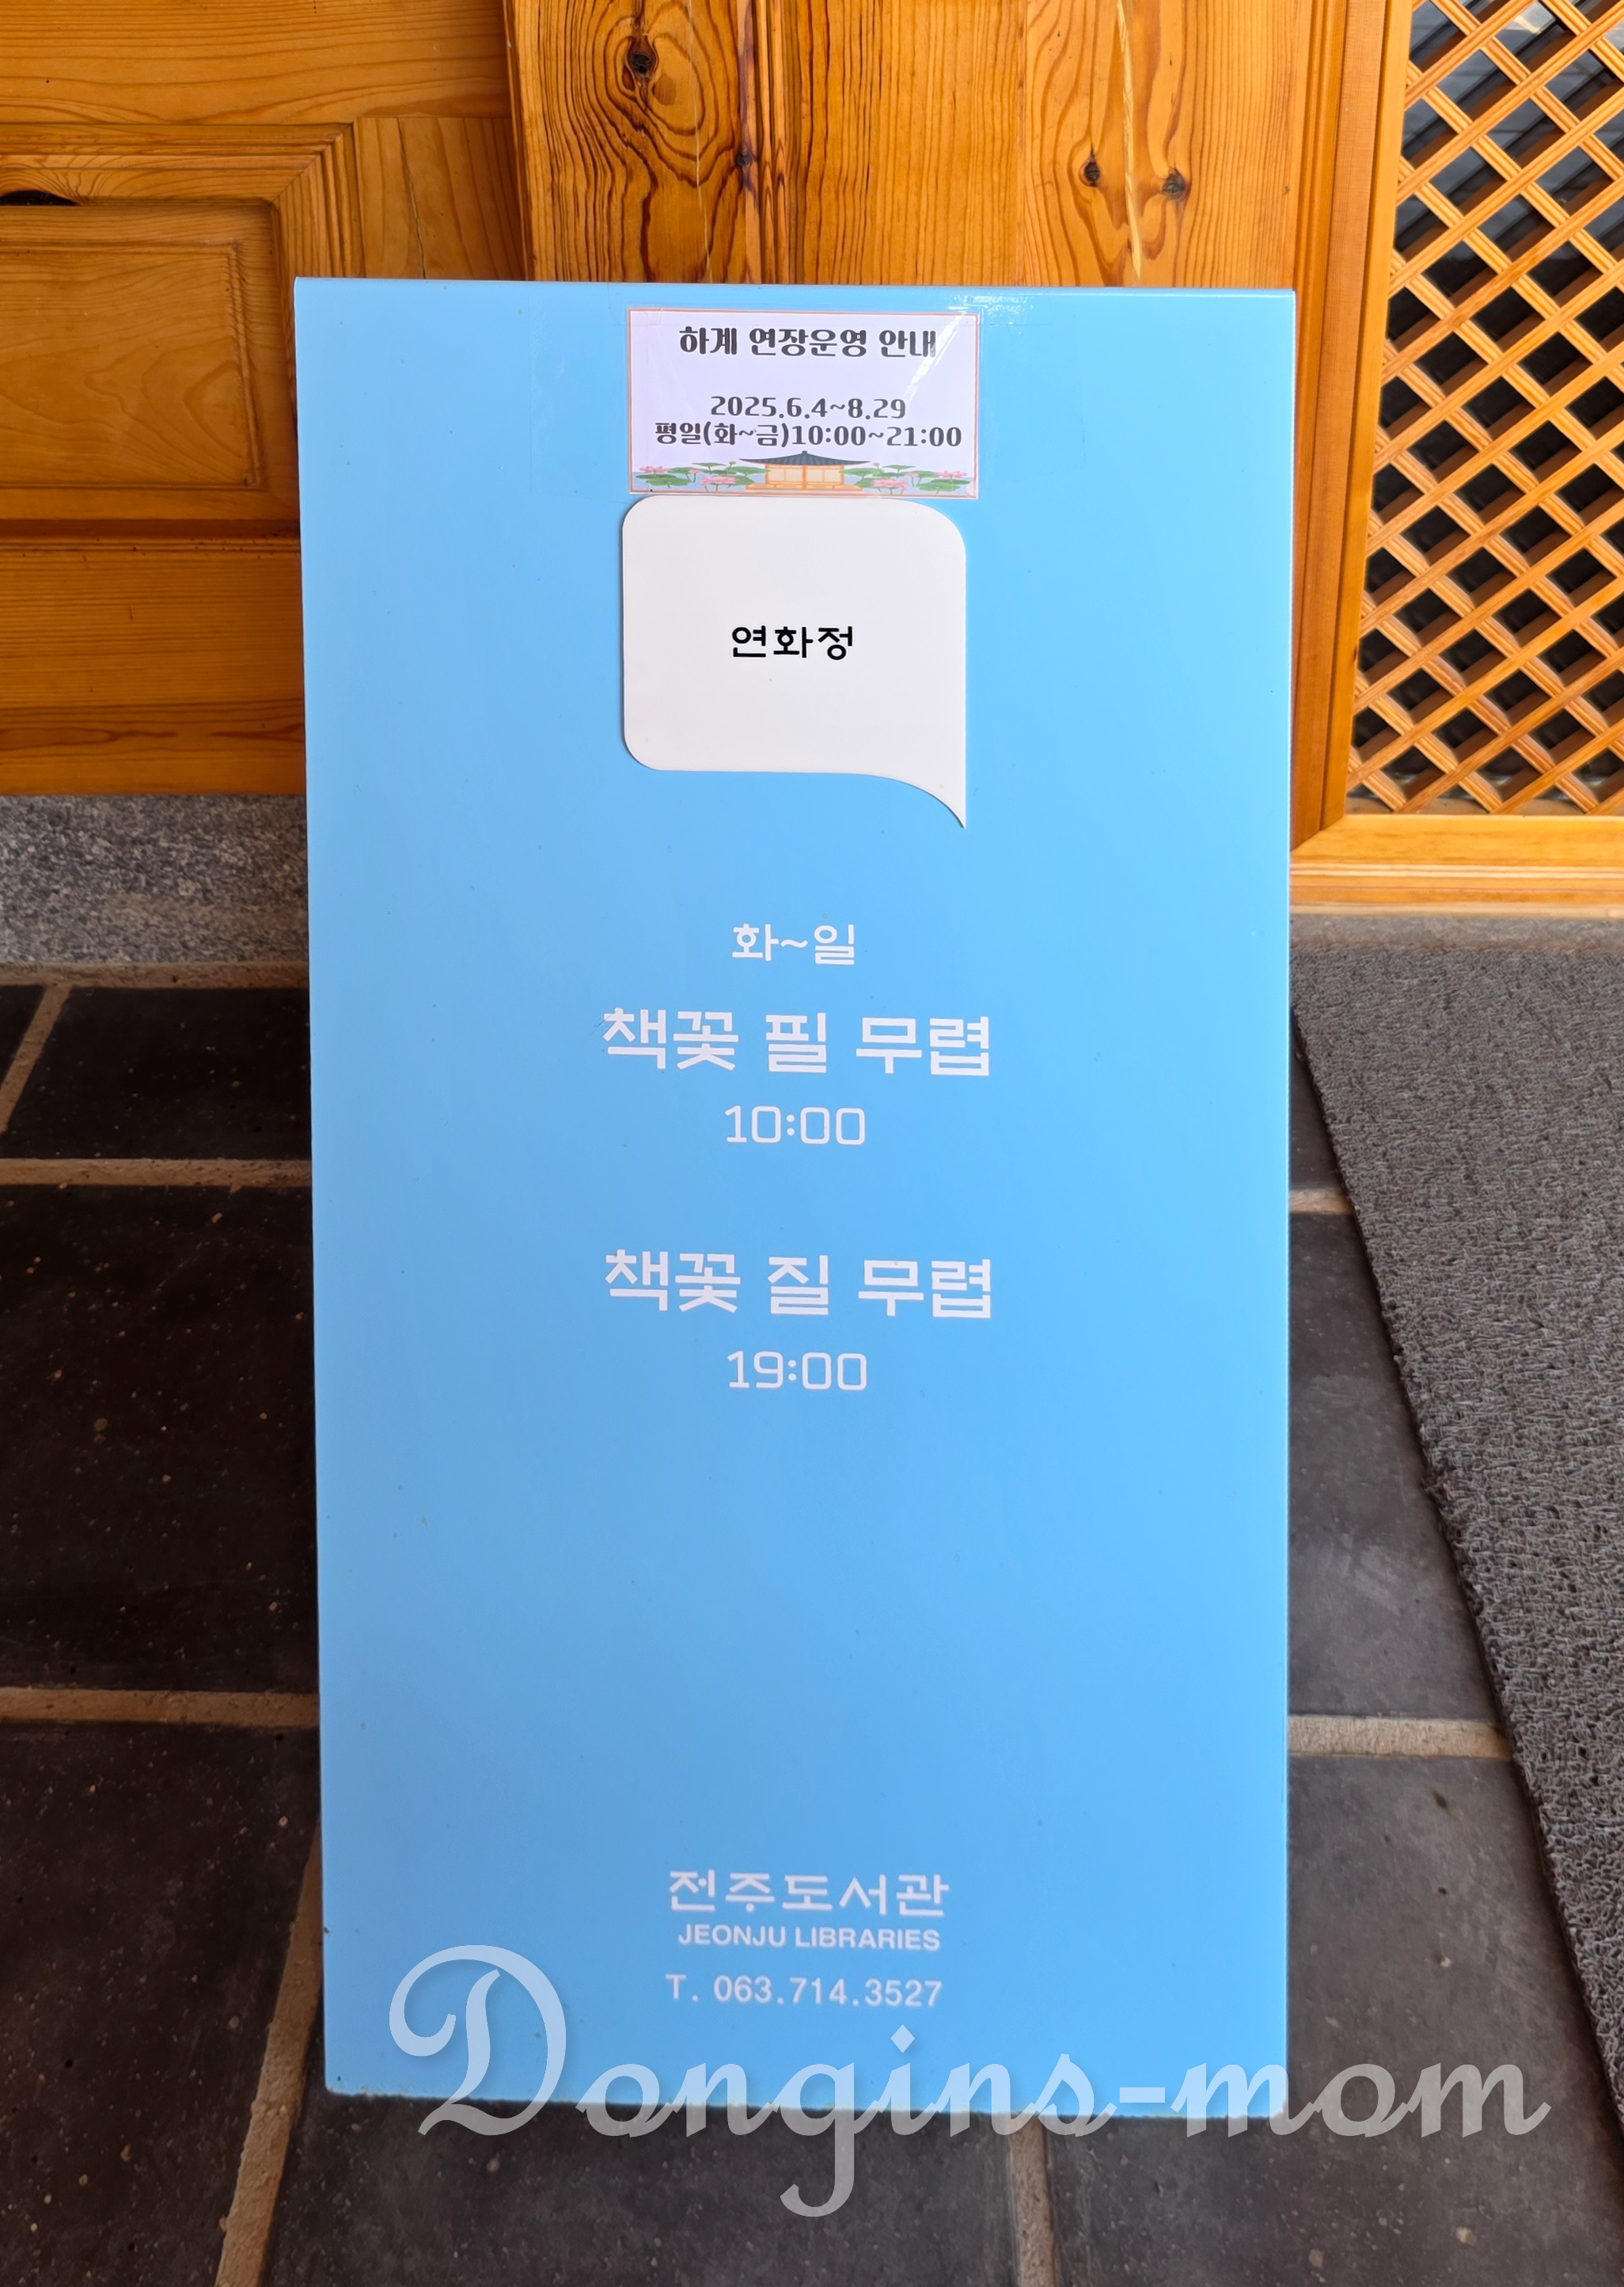 하계 연장운영 안내
2025.6.4~8.29
평일(화~금)10:00~21:00
연화정
화~일
책꽃 필 무렵
10:00
책꽃 질 무렵
19:00
전주도서관
JEONJU LIBRARIES
T. 063.714.3527
Dongins-mom